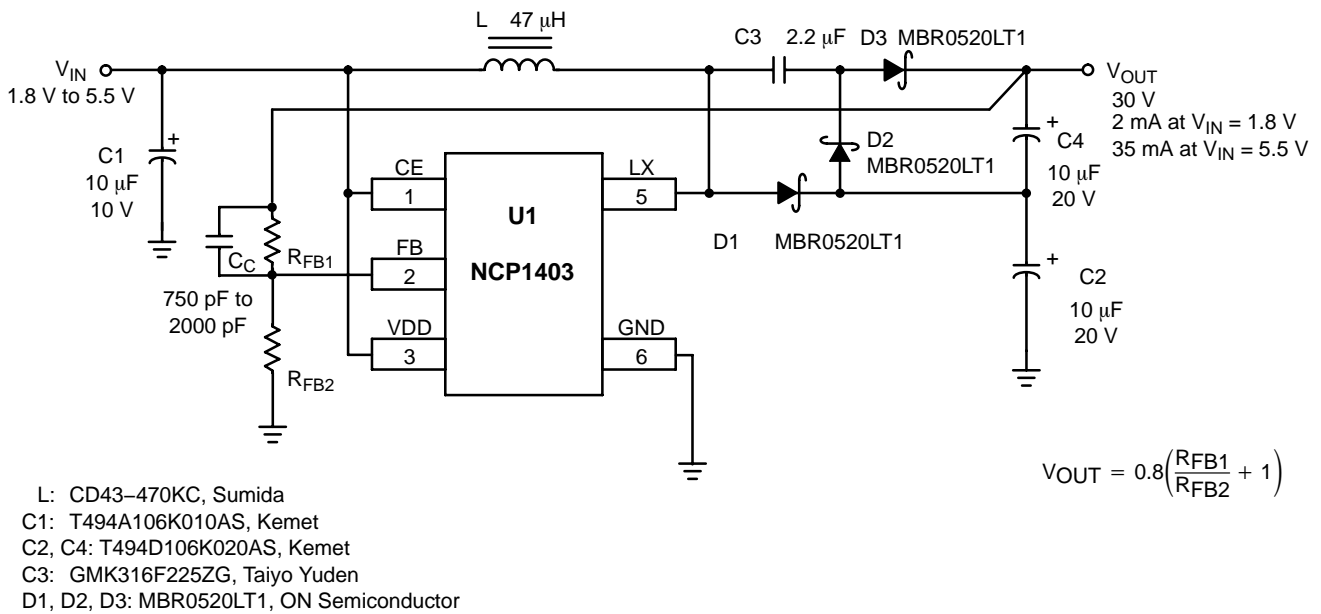 L 47 μH
C3 2.2 μF D3 MBR0520LT1
VIN
1.8 V to 5.5 V
VOUT
30 V
2 mA at VIN = 1.8 V
35 mA at VIN = 5.5 V
+
C1
10 μF
10 V
D2
MBR0520LT1
+
C4
10 μF
20 V
CE
1
LX
5
U1
NCP1403
D1 MBR0520LT1
CC
RFB1
FB
2
750 pF to
2000 pF
+
C2
10 μF
20 V
VDD
3
GND
6
RFB2
VOUT = 0.8(RFB1/RFB2 + 1)
L: CD43−470KC, Sumida
C1: T494A106K010AS, Kemet
C2, C4: T494D106K020AS, Kemet
C3: GMK316F225ZG, Taiyo Yuden
D1, D2, D3: MBR0520LT1, ON Semiconductor